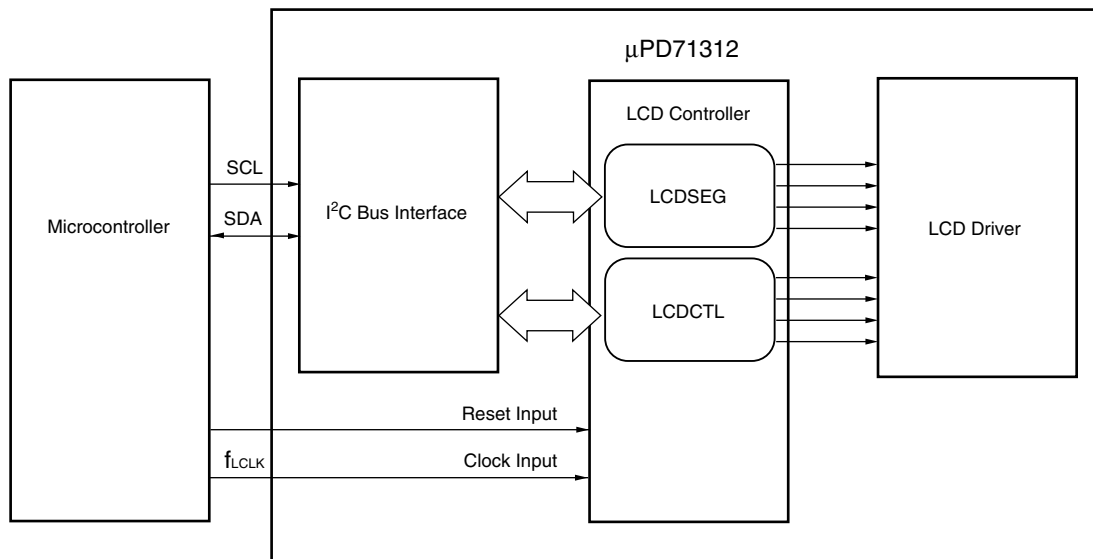 μPD71312
LCD Controller
SCL
LCDSEG
I²C Bus Interface
Microcontroller
SDA
LCD Driver
LCDCTL
Reset Input
fLCLK
Clock Input